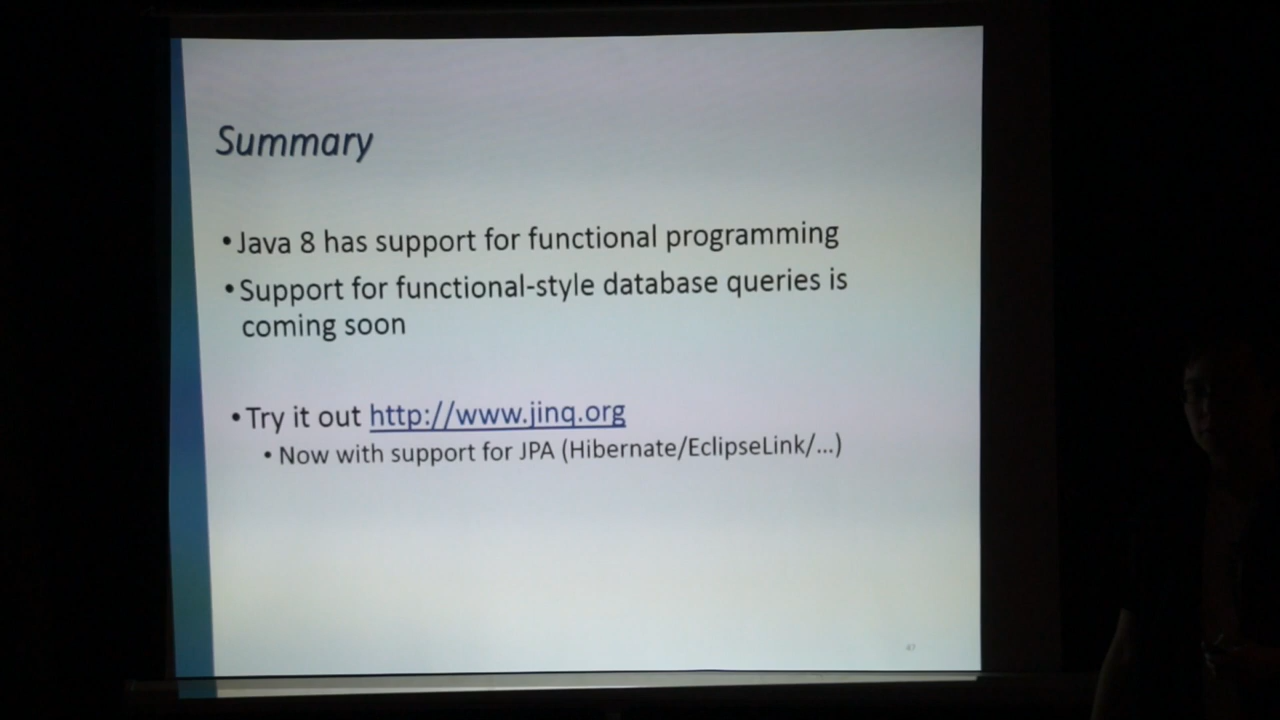 Summary
• Java 8 has support for functional programming
• Support for functional-style database queries is
coming soon
• Try it out http://www.jinq.org
• Now with support for JPA (Hibernate/EclipseLink/...)
47